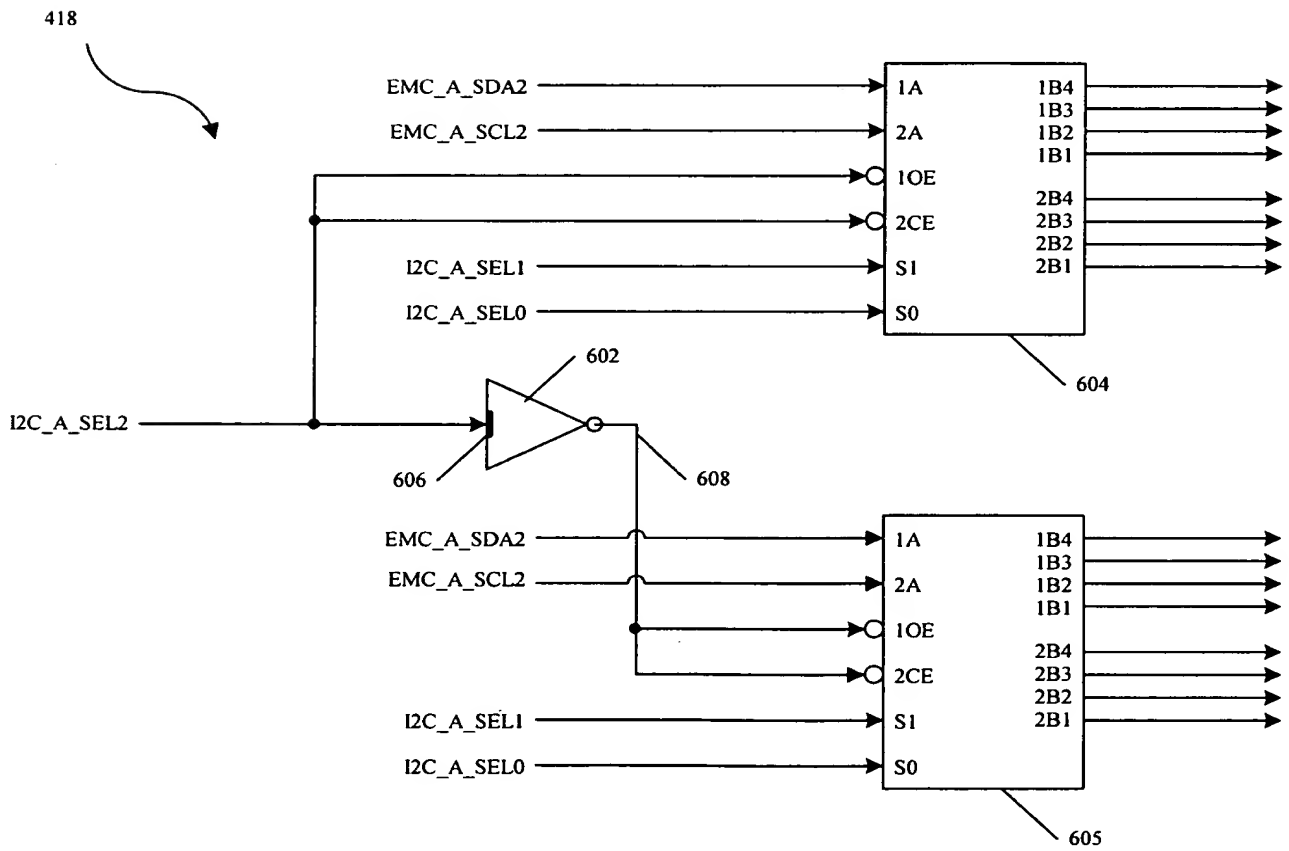 418
EMC_A_SDA2
EMC_A_SCL2
I2C_A_SEL1
I2C_A_SEL0
1A
2A
1OE
2CE
S1
S0
1B4
1B3
1B2
1B1
2B4
2B3
2B2
2B1
604
602
I2C_A_SEL2
606
608
EMC_A_SDA2
EMC_A_SCL2
I2C_A_SEL1
I2C_A_SEL0
1A
2A
1OE
2CE
S1
S0
1B4
1B3
1B2
1B1
2B4
2B3
2B2
2B1
605